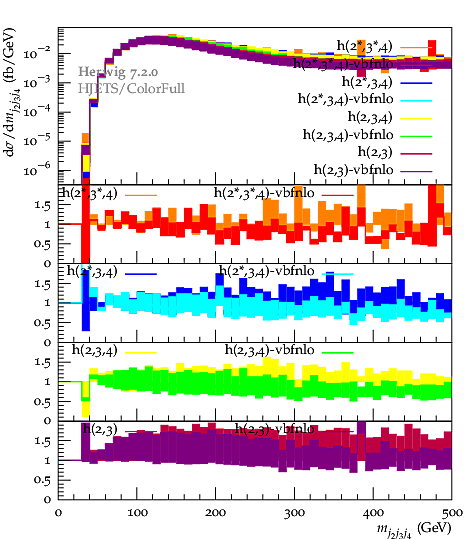 dσ/dm_{j2j3j4} (fb/GeV)
10^{-2}
10^{-3}
10^{-4}
10^{-5}
10^{-6}
Herwig 7.2.0
HJETS/ColorFull
h(2*,3*,4)
h(2*,3*,4)-vbfnlo
h(2*,3,4)
h(2*,3,4)-vbfnlo
h(2,3,4)
h(2,3,4)-vbfnlo
h(2,3)
h(2,3)-vbfnlo
h(2*,3*,4) h(2*,3*,4)-vbfnlo
1.5
1
0.5
0
h(2*,3,4) h(2*,3,4)-vbfnlo
1.5
1
0.5
0
h(2,3,4) h(2,3,4)-vbfnlo
1.5
1
0.5
0
h(2,3) h(2,3)-vbfnlo
1.5
1
0.5
0
0 100 200 300 400 500
m_{j2j3j4} (GeV)